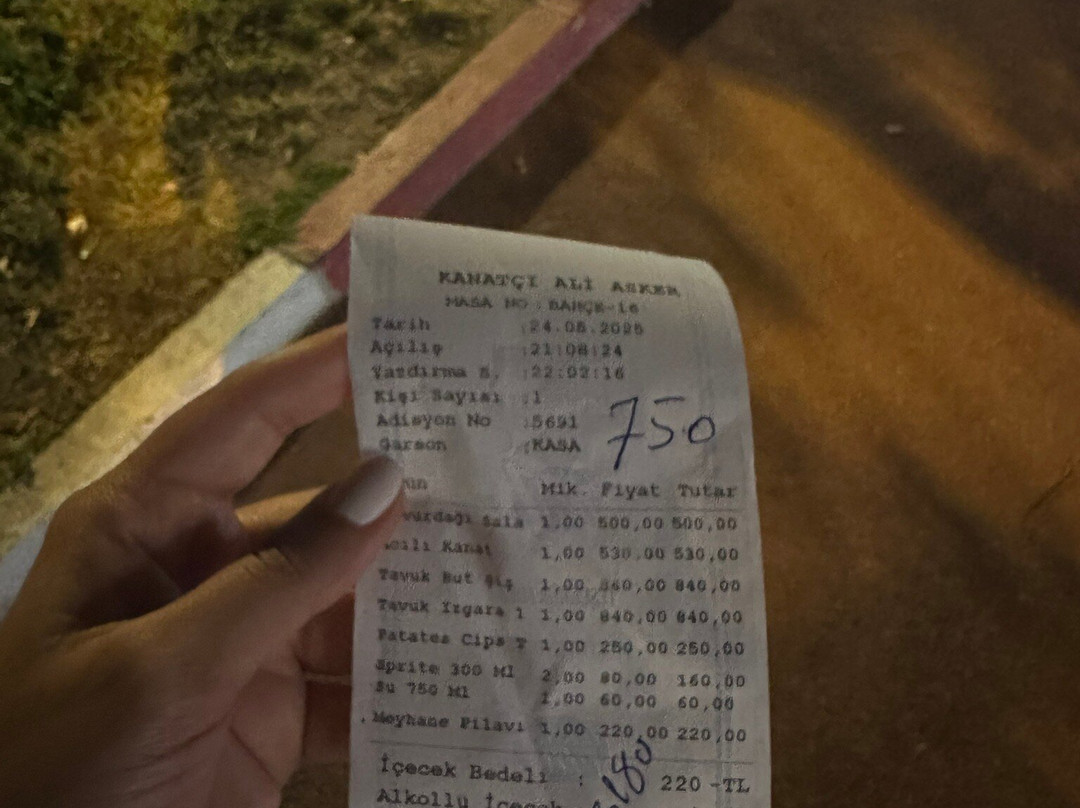 KANATÇI ALİ ASKER
MASA NO : BAHÇE-16
Tarih :24.08.2025
Açılış :21:08:24
Yazdırma S. :22:02:16
Kişi Sayısı :1
Adisyon No :5691
750
Garson :KASA
Mik. Fiyat Tutar
1,00 500,00 500,00
Kanat 1,00 530,00 530,00
Tavuk But Şiş 1,00 840,00
Tavuk Izgara 1 1,00 840,00 840,00
Patates Cips T 1,00 250,00 250,00
Sprite 300 Ml 2,00 80,00 160,00
Su 750 Ml 1,00 60,00 60,00
Meyhane Pilavı 1,00 220,00 220,00
180
İçecek Bedeli : 220 -TL
Alkollü İçecek